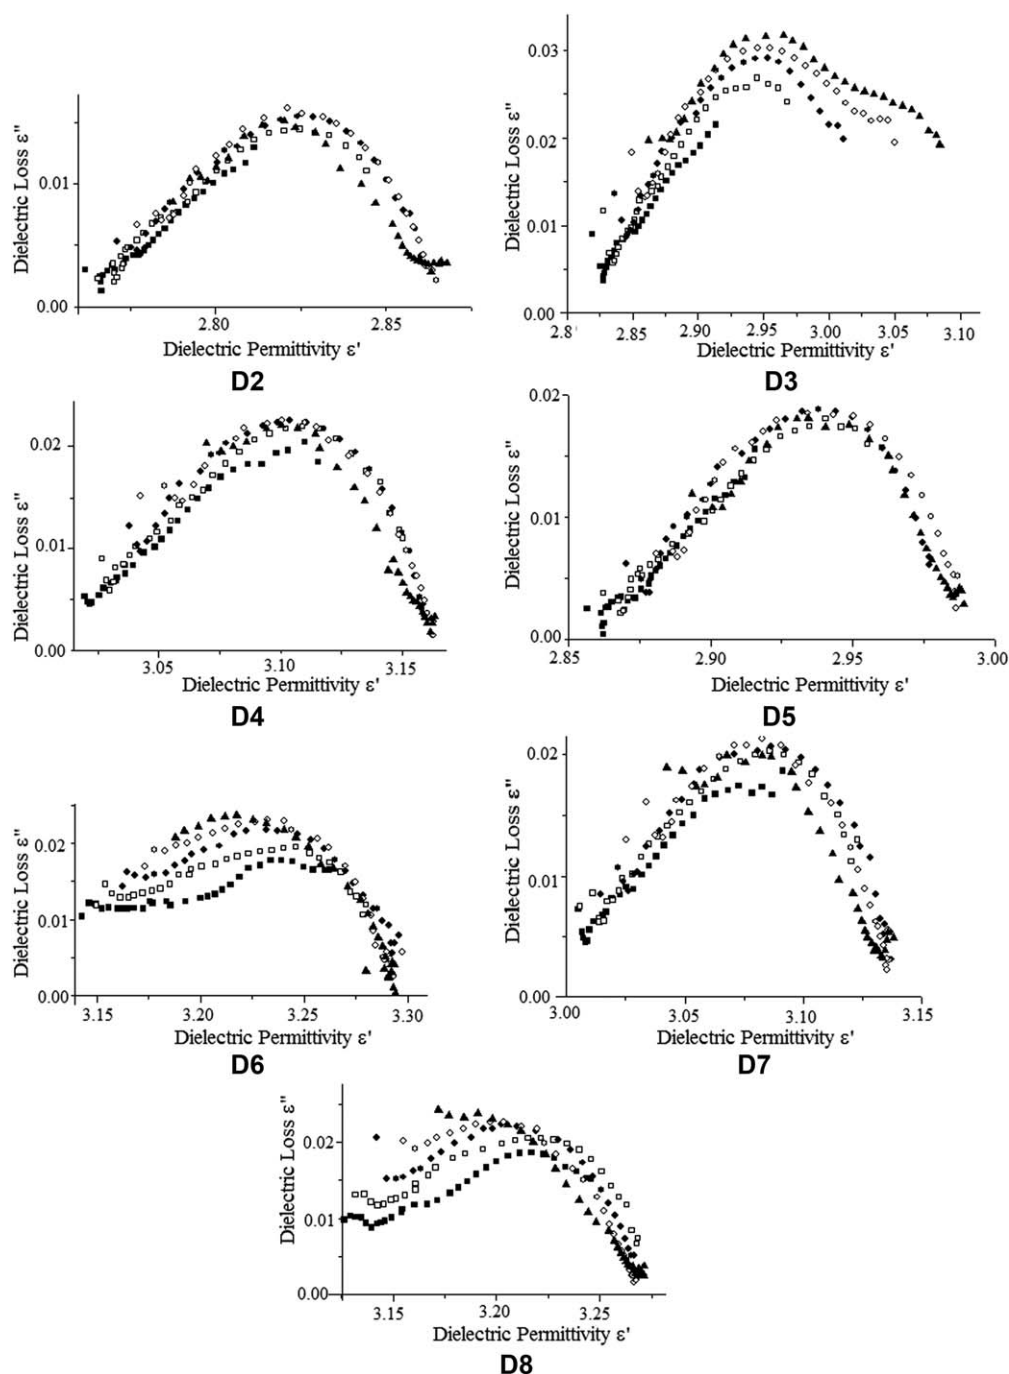 Dielectric Loss ε"
0.01
0.00
2.80 2.85
Dielectric Permittivity ε'
D2
Dielectric Loss ε"
0.03
0.02
0.01
0.00
2.8 2.85 2.90 2.95 3.00 3.05 3.10
Dielectric Permittivity ε'
D3
Dielectric Loss ε"
0.02
0.01
0.00
3.05 3.10 3.15
Dielectric Permittivity ε'
D4
Dielectric Loss ε"
0.02
0.01
0.00
2.85 2.90 2.95 3.00
Dielectric Permittivity ε'
D5
Dielectric Loss ε"
0.02
0.01
0.00
3.15 3.20 3.25 3.30
Dielectric Permittivity ε'
D6
Dielectric Loss ε"
0.02
0.01
0.00
3.00 3.05 3.10 3.15
Dielectric Permittivity ε'
D7
Dielectric Loss ε"
0.02
0.01
0.00
3.15 3.20 3.25
Dielectric Permittivity ε'
D8